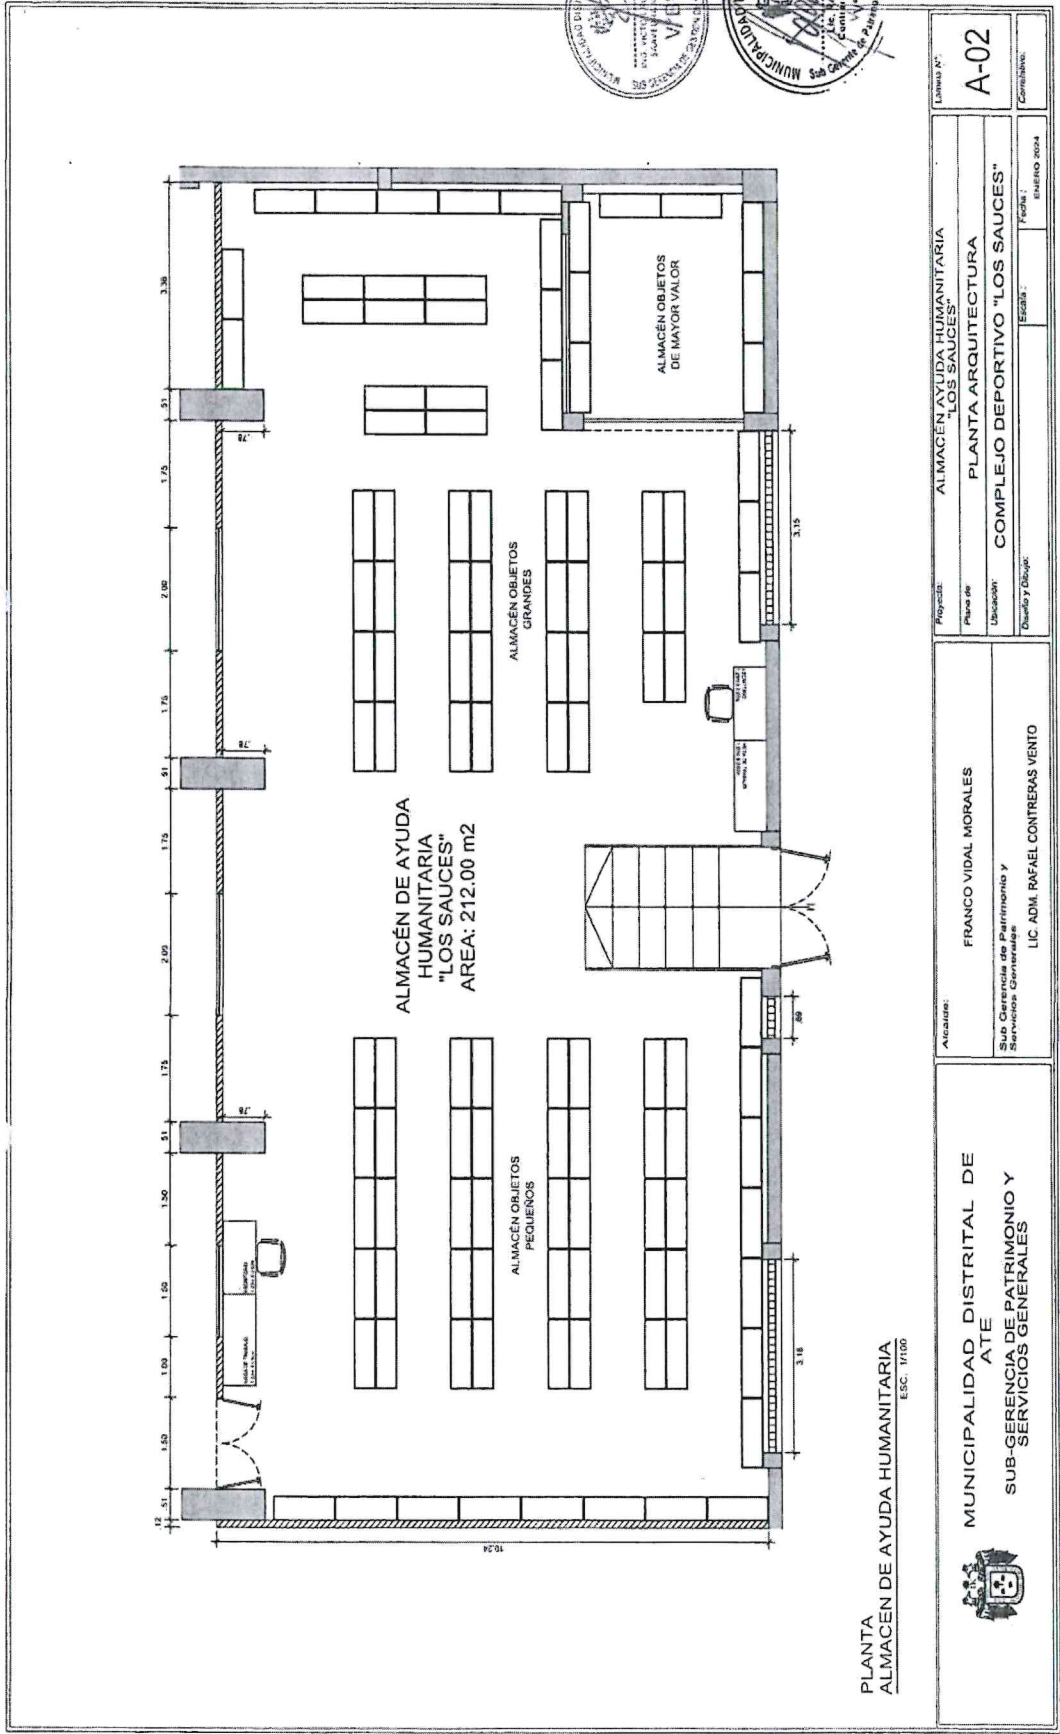 12
.51
1.50
1.00
1.50
1.50
.51
1.75
2.00
1.75
.51
1.75
2.00
1.75
.51
3.38
.78
.78
.78
10.24
ALMACÉN DE AYUDA
HUMANITARIA
"LOS SAUCES"
AREA: 212.00 m2
ALMACÉN OBJETOS
PEQUEÑOS
ALMACÉN OBJETOS
GRANDES
ALMACÉN OBJETOS
DE MAYOR VALOR
3.18
.69
3.15
PLANTA
ALMACEN DE AYUDA HUMANITARIA
ESC. 1/100
MUNICIPALIDAD DISTRITAL DE
ATE
SUB-GERENCIA DE PATRIMONIO Y
SERVICIOS GENERALES
Alcalde:
FRANCO VIDAL MORALES
Sub Gerencia de Patrimonio y
Servicios Generales
LIC. ADM. RAFAEL CONTRERAS VENTO
Proyecto:
ALMACÉN AYUDA HUMANITARIA
"LOS SAUCES"
Plano de
PLANTA ARQUITECTURA
Ubicación:
COMPLEJO DEPORTIVO "LOS SAUCES"
Diseño y Dibujo:
Escala :
Fecha :
ENERO 2024
Lamina N°:
A-02
Correlativo:
MUNICIPALIDAD